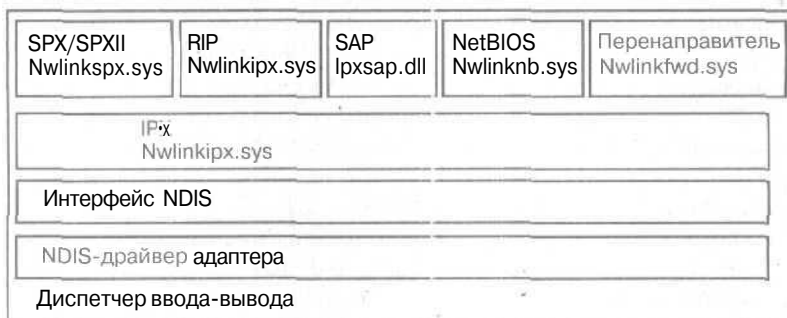 SPX/SPXII
Nwlinkspx.sys
RIP
Nwlinkipx.sys
SAP
Ipxsap.dll
NetBIOS
Nwlinknb.sys
Перенаправитель
Nwlinkfwd.sys
IP·x
Nwlinkipx.sys
Интерфейс NDIS
NDIS-драйвер адаптера
Диспетчер ввода-вывода